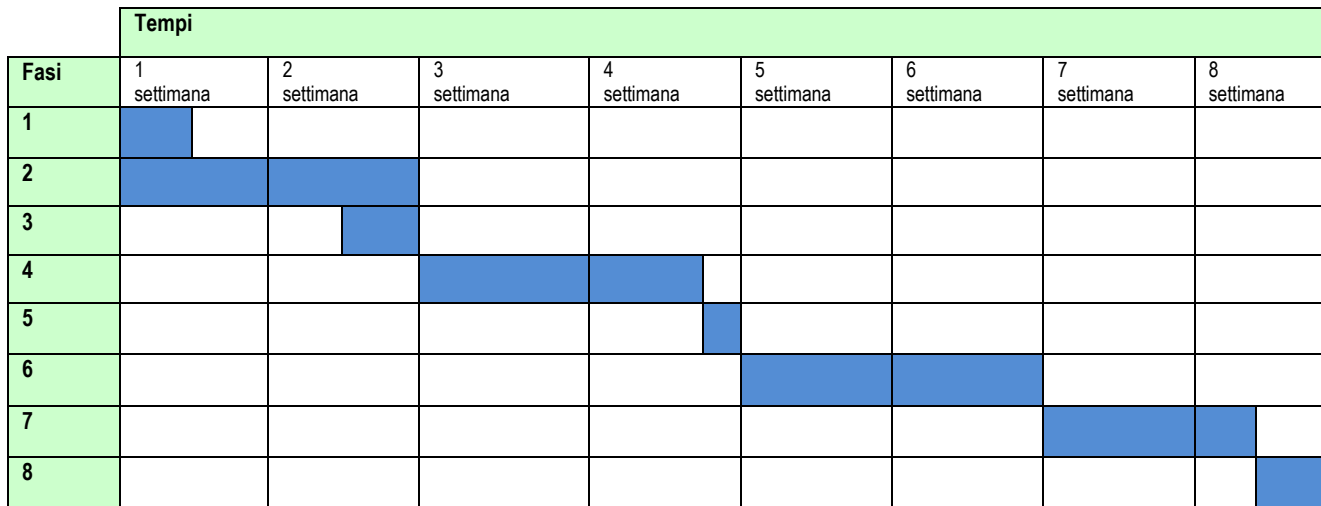 Tempi
Fasi
1 settimana
2 settimana
3 settimana
4 settimana
5 settimana
6 settimana
7 settimana
8 settimana
1
2
3
4
5
6
7
8